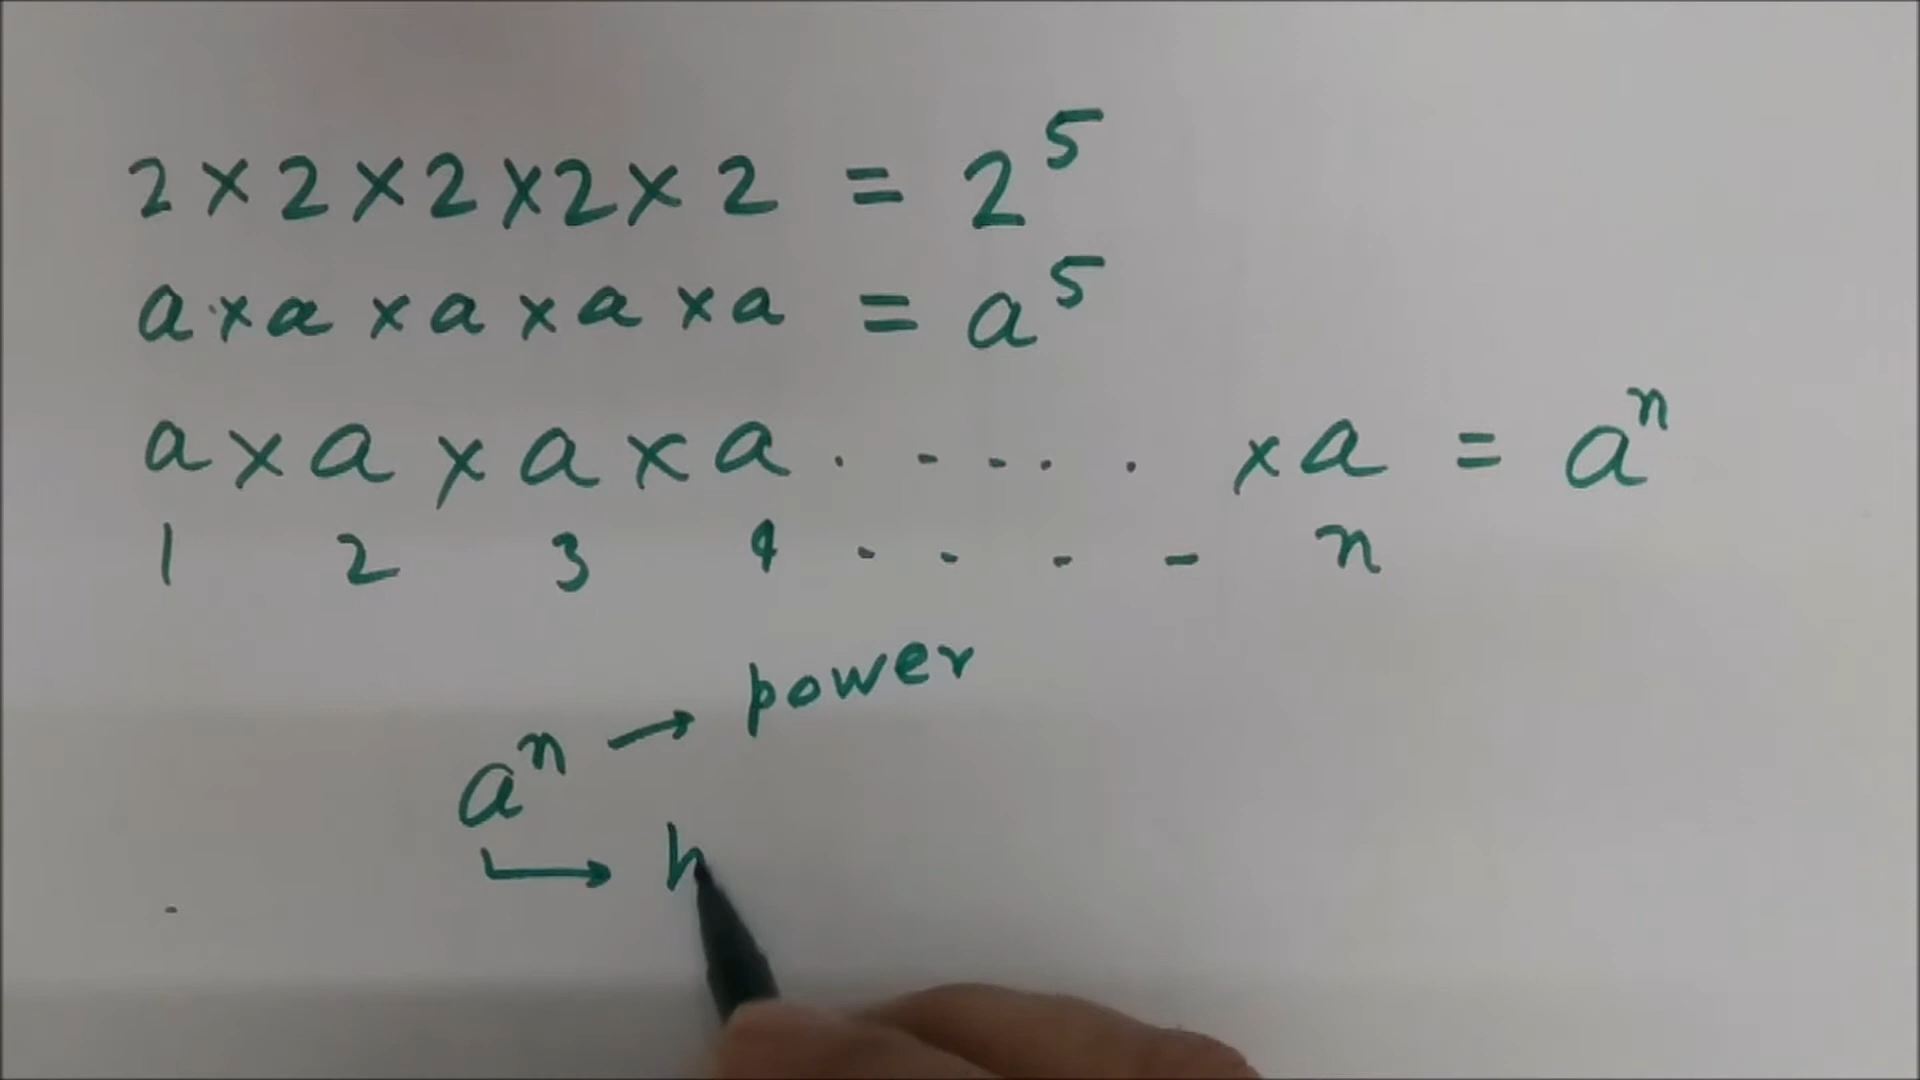 2 × 2 × 2 × 2 × 2 = 2⁵
a × a × a × a × a = a⁵
a × a × a × a . - - . . × a = aⁿ
1 2 3 4 - - - - n
aⁿ → power